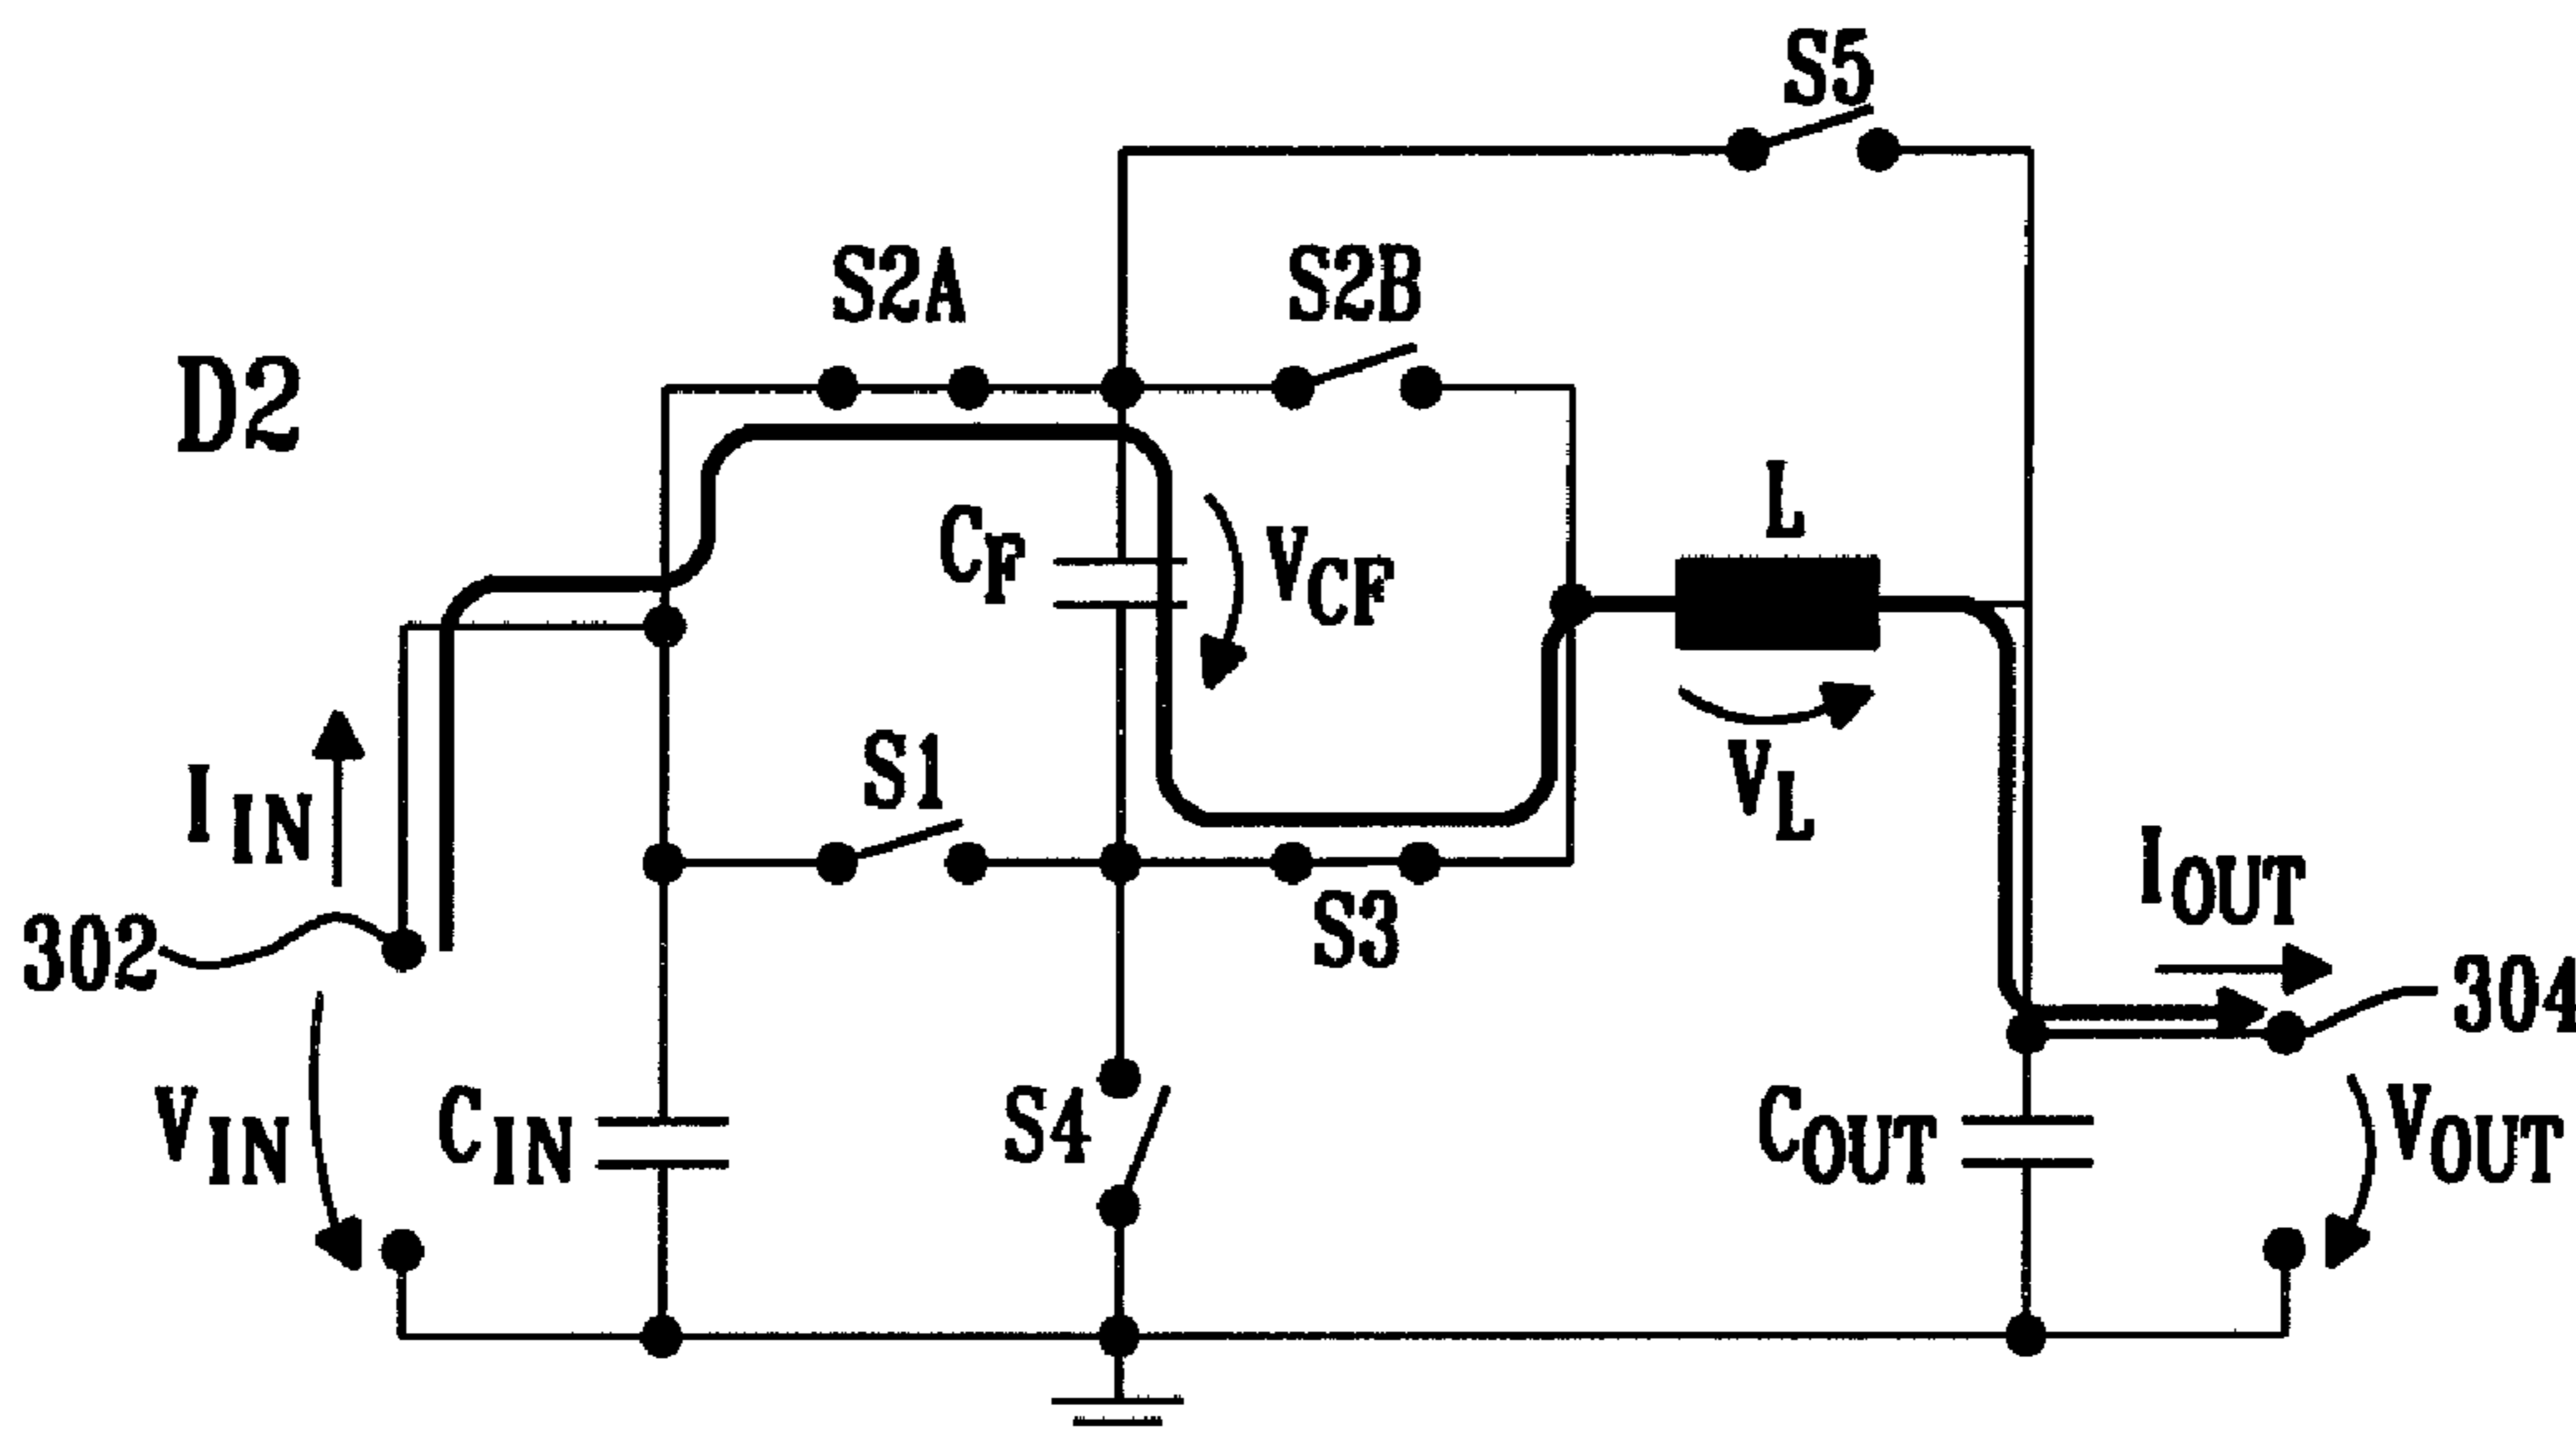 S5
S2A
S2B
D2
L
CF
VCF
VL
S1
IIN
S3
IOUT
302
304
VIN
CIN
S4
COUT
VOUT